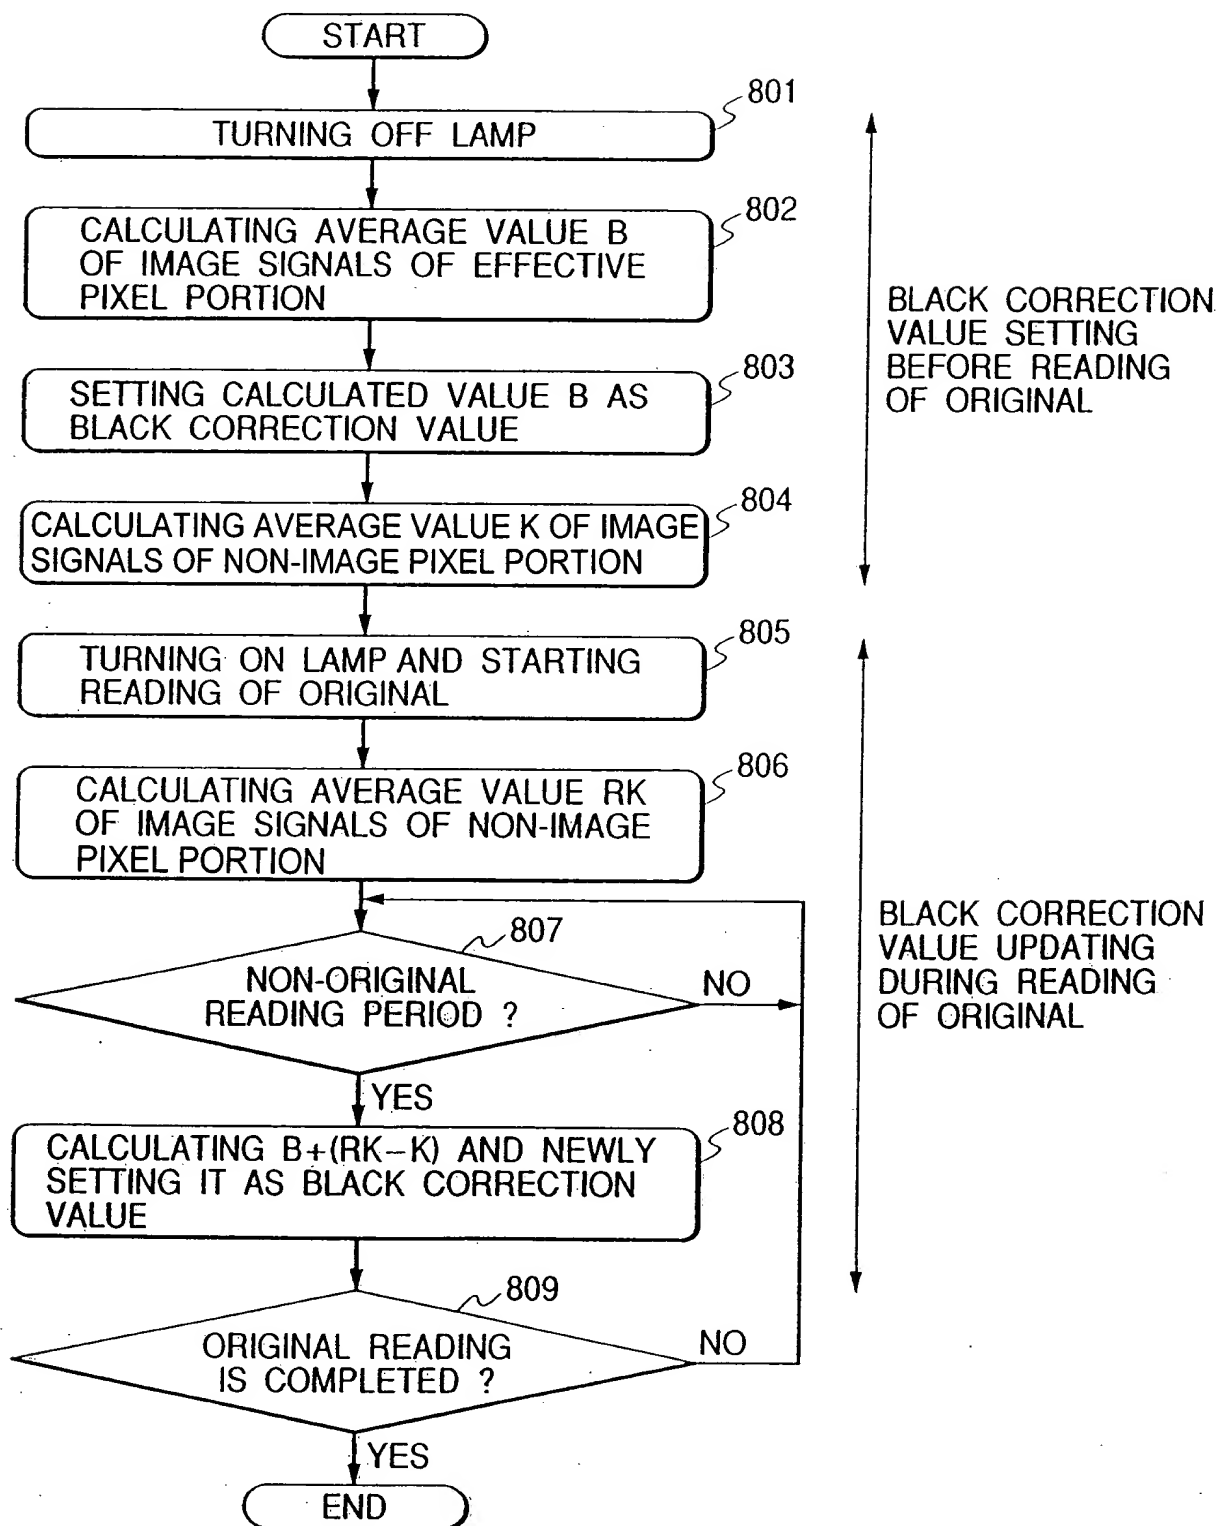 START
801
TURNING OFF LAMP
802
CALCULATING AVERAGE VALUE B
OF IMAGE SIGNALS OF EFFECTIVE
PIXEL PORTION
803
SETTING CALCULATED VALUE B AS
BLACK CORRECTION VALUE
804
CALCULATING AVERAGE VALUE K OF IMAGE
SIGNALS OF NON-IMAGE PIXEL PORTION
BLACK CORRECTION
VALUE SETTING
BEFORE READING
OF ORIGINAL
805
TURNING ON LAMP AND STARTING
READING OF ORIGINAL
806
CALCULATING AVERAGE VALUE RK
OF IMAGE SIGNALS OF NON-IMAGE
PIXEL PORTION
807
NON-ORIGINAL
READING PERIOD ?
NO
YES
808
CALCULATING B+(RK−K) AND NEWLY
SETTING IT AS BLACK CORRECTION
VALUE
809
ORIGINAL READING
IS COMPLETED ?
NO
YES
END
BLACK CORRECTION
VALUE UPDATING
DURING READING
OF ORIGINAL